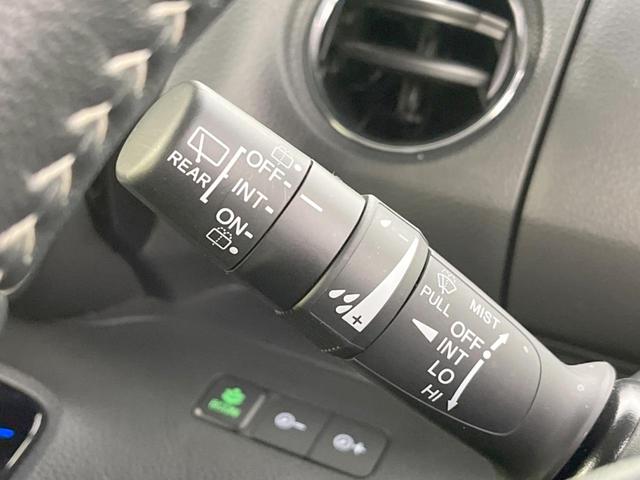 REAR
OFF
INT
ON
- 
+
MIST
PULL
OFF
INT
LO
HI